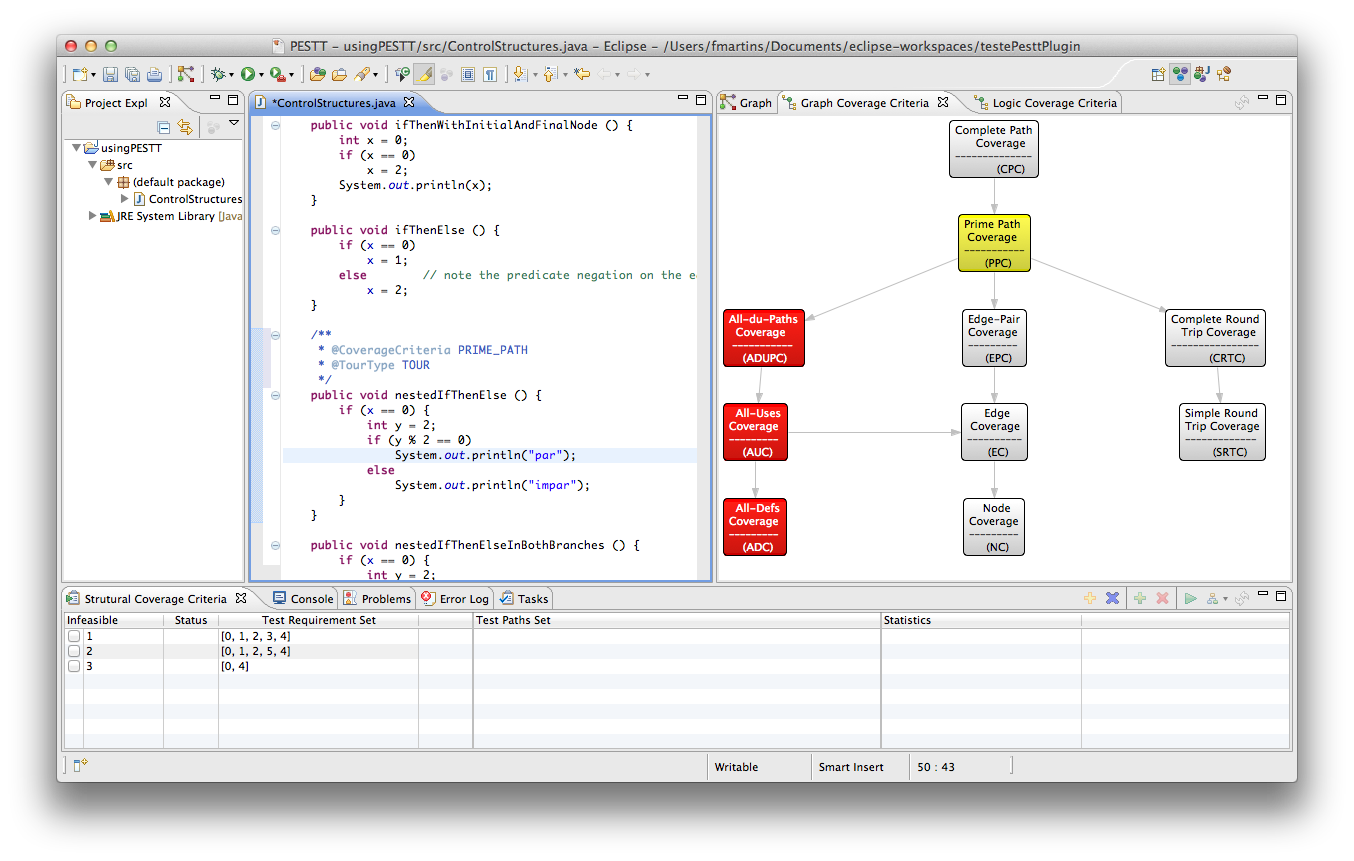 PESTT – usingPESTT/src/ControlStructures.java – Eclipse – /Users/fmartins/Documents/eclipse-workspaces/testePesttPlugin
Project Expl
usingPESTT
src
(default package)
ControlStructures
JRE System Library [Java
*ControlStructures.java
public void ifThenWithInitialAndFinalNode () {
int x = 0;
if (x == 0)
x = 2;
System.out.println(x);
}
public void ifThenElse () {
if (x == 0)
x = 1;
else // note the predicate negation on the e
x = 2;
}
/**
* @CoverageCriteria PRIME_PATH
* @TourType TOUR
*/
public void nestedIfThenElse () {
if (x == 0) {
int y = 2;
if (y % 2 == 0)
System.out.println("par");
else
System.out.println("impar");
}
}
public void nestedIfThenElseInBothBranches () {
if (x == 0) {
int y = 2;
Graph
Graph Coverage Criteria
Logic Coverage Criteria
Complete Path
Coverage
--------------
(CPC)
Prime Path
Coverage
-----------
(PPC)
All-du-Paths
Coverage
-----------
(ADUPC)
Edge-Pair
Coverage
---------
(EPC)
Complete Round
Trip Coverage
----------------
(CRTC)
All-Uses
Coverage
---------
(AUC)
Edge
Coverage
----------
(EC)
Simple Round
Trip Coverage
-------------
(SRTC)
All-Defs
Coverage
---------
(ADC)
Node
Coverage
---------
(NC)
Strutural Coverage Criteria
Console
Problems
Error Log
Tasks
Infeasible Status Test Requirement Set Test Paths Set Statistics
1 [0, 1, 2, 3, 4]
2 [0, 1, 2, 5, 4]
3 [0, 4]
Writable Smart Insert 50 : 43